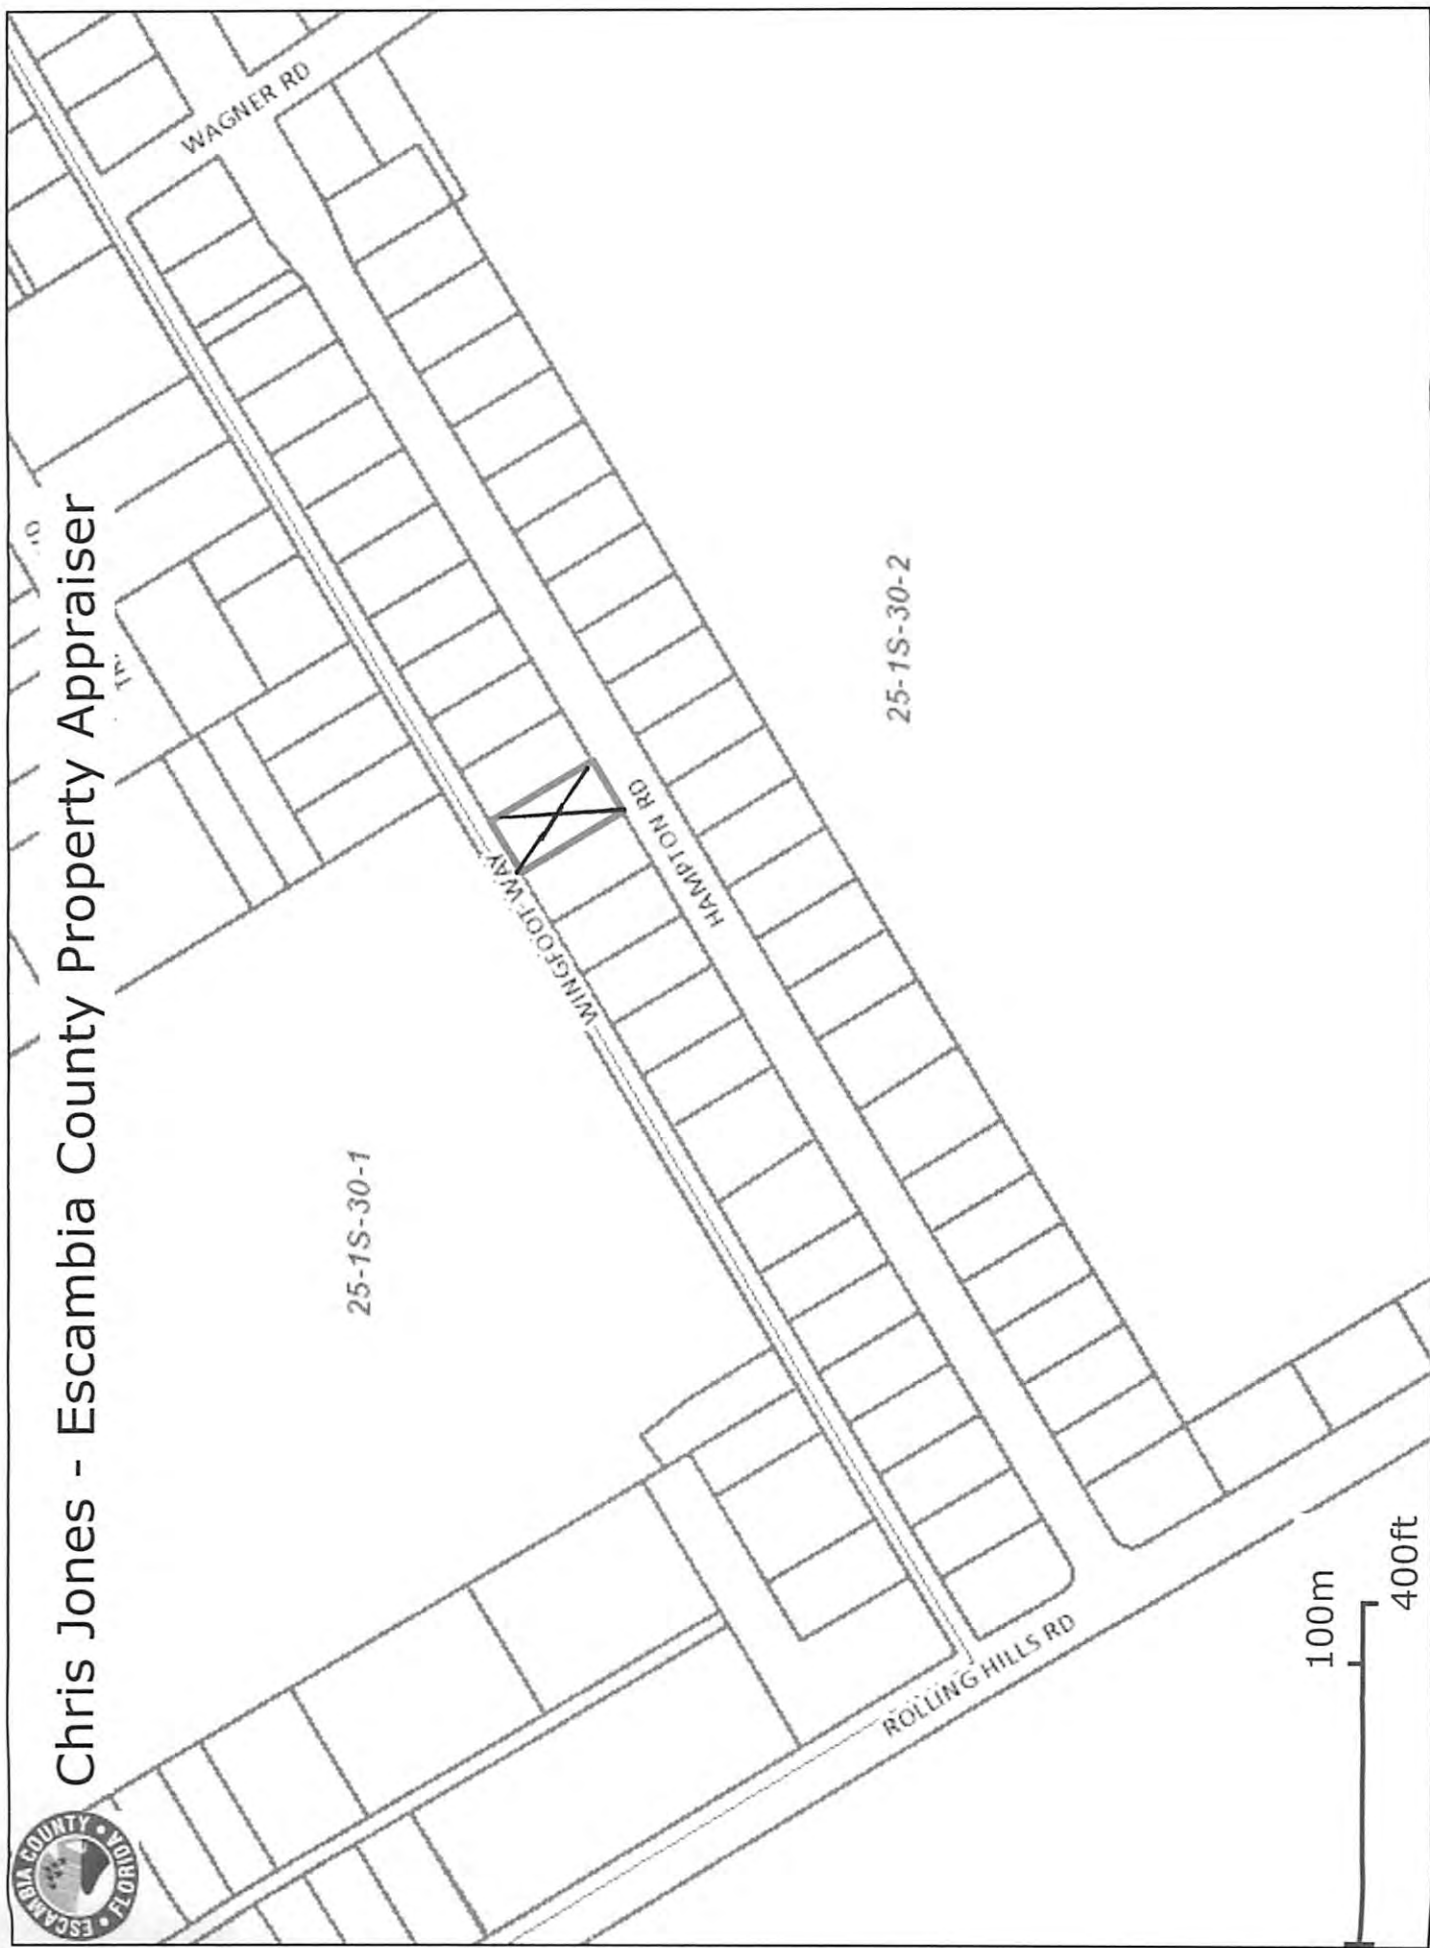 Chris Jones - Escambia County Property Appraiser
ESCAMBIA COUNTY • FLORIDA •
WAGNER RD
25-1S-30-1
WINGFOOT WAY
HAMPTON RD
25-1S-30-2
ROLLING HILLS RD
100m
400ft